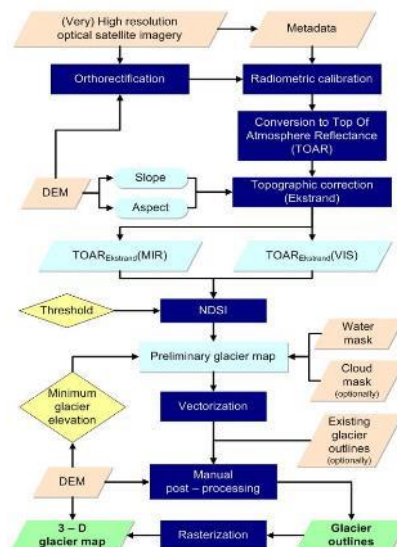 (Very) High resolution
optical satellite imagery
Metadata
Orthorectification
Radiometric calibration
Conversion to Top Of
Atmosphere Reflectance
(TOAR)
DEM
Slope
Aspect
Topographic correction
(Ekstrand)
TOAREkstrand(MIR)
TOAREkstrand(VIS)
Threshold
NDSI
Water
mask
Preliminary glacier map
Cloud
mask
(optionally)
Minimum
glacier
elevation
Vectorization
Existing
glacier
outlines
(optionally)
DEM
Manual
post – processing
3 – D
glacier map
Rasterization
Glacier
outlines